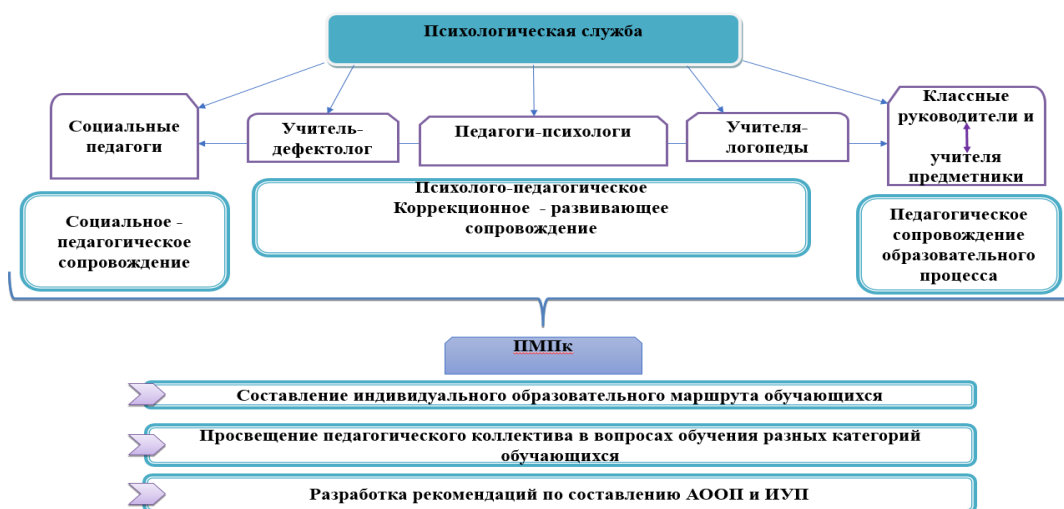 Психологическая служба
Социальные
педагоги
Учитель-
дефектолог
Педагоги-психологи
Учителя-
логопеды
Классные
руководители и
учителя
предметники
Социальное -
педагогическое
сопровождение
Психолого-педагогическое
Коррекционное - развивающее
сопровождение
Педагогическое
сопровождение
образовательного
процесса
ПМПк
Составление индивидуального образовательного маршрута обучающихся
Просвещение педагогического коллектива в вопросах обучения разных категорий
обучающихся
Разработка рекомендаций по составлению АООП и ИУП